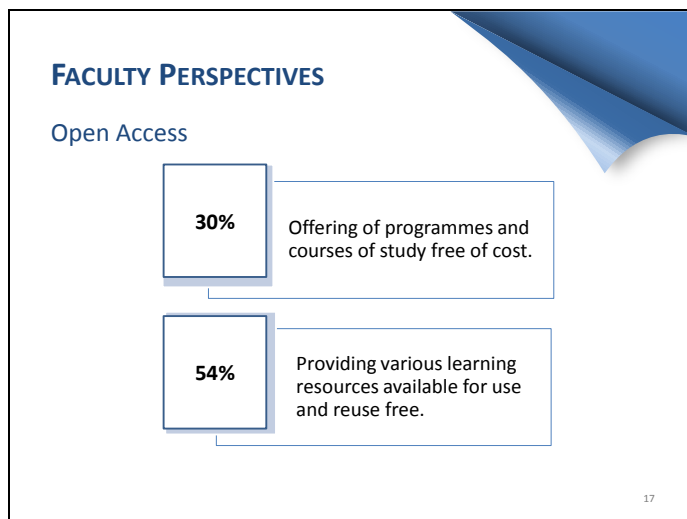 FACULTY PERSPECTIVES
Open Access
30%
Offering of programmes and
courses of study free of cost.
54%
Providing various learning
resources available for use
and reuse free.
17